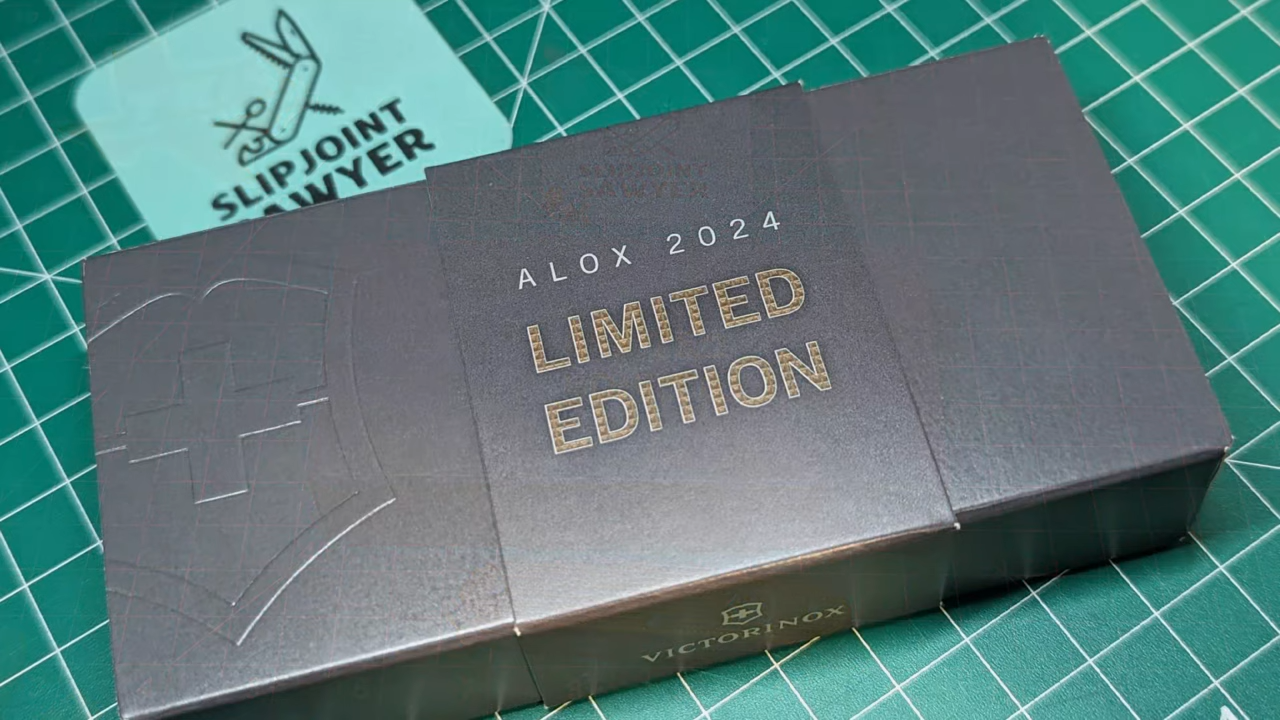 SLIPJOINT
SAWYER
ALOX 2024
LIMITED
EDITION
VICTORINOX